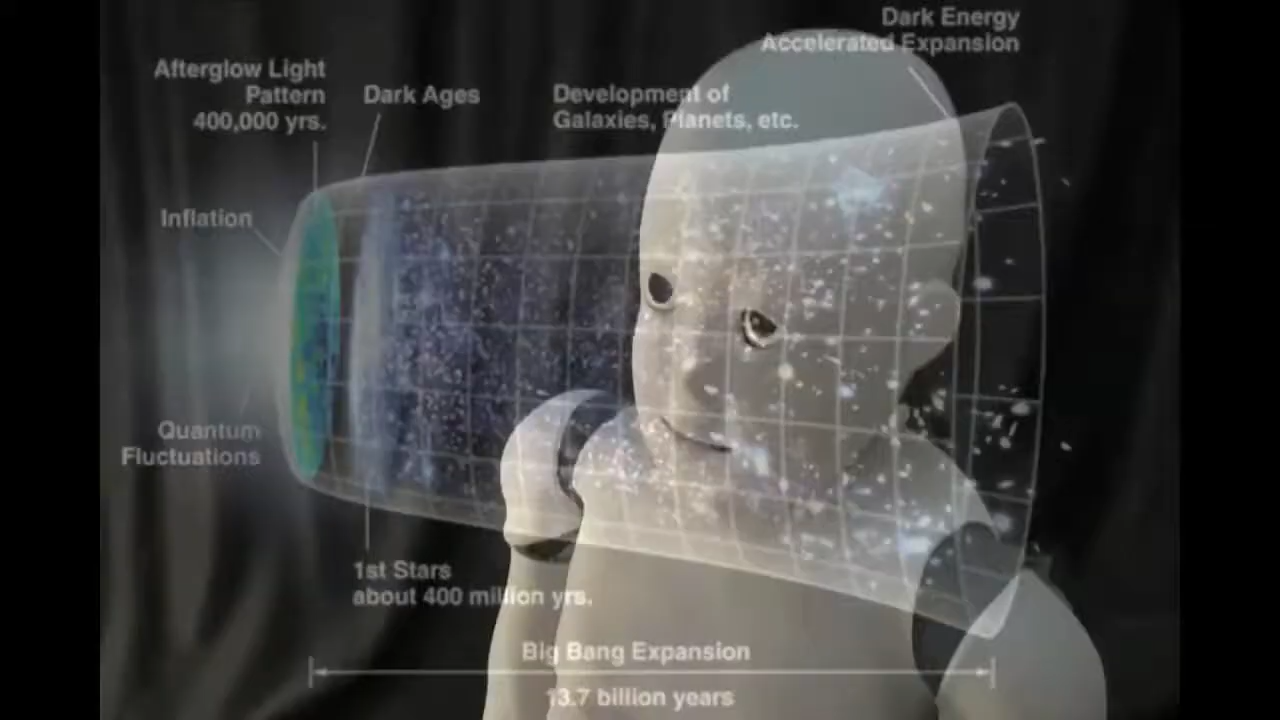 Dark Energy
Accelerated Expansion
Afterglow Light
Pattern
400,000 yrs.
Dark Ages
Development of
Galaxies, Planets, etc.
Inflation
Quantum
Fluctuations
1st Stars
about 400 million yrs.
Big Bang Expansion
13.7 billion years